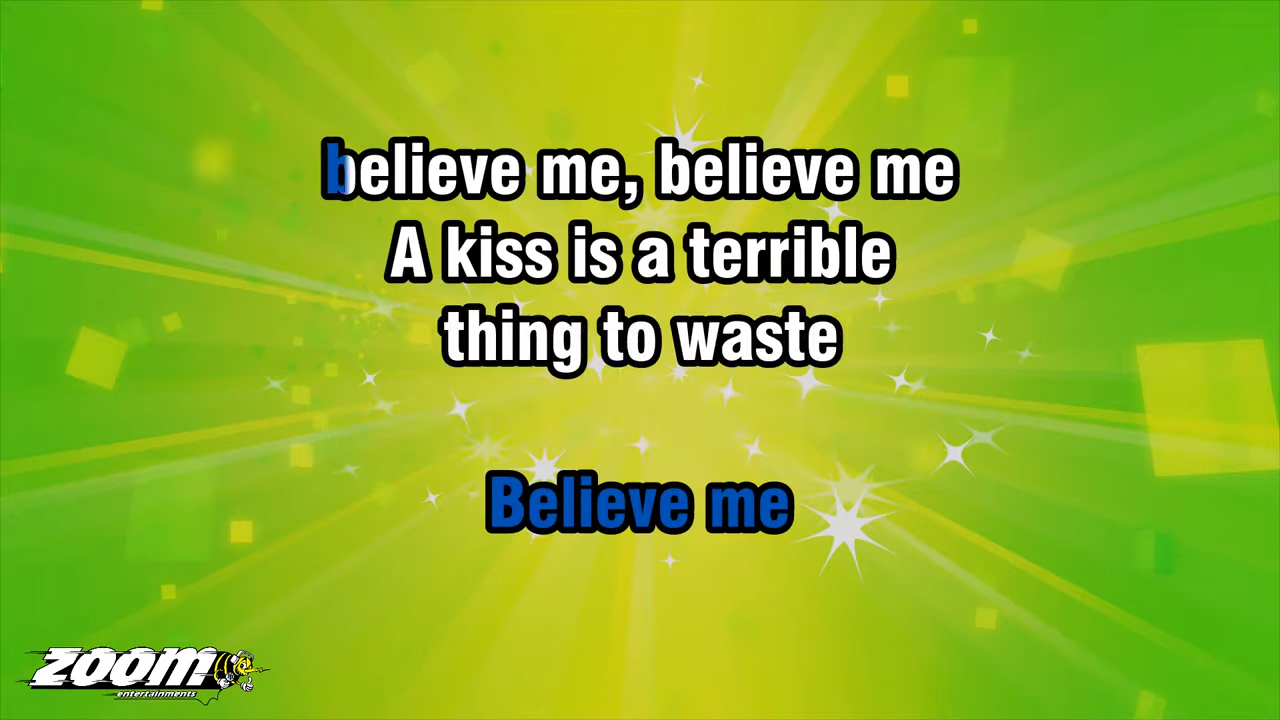 believe me, believe me
A kiss is a terrible
thing to waste
Believe me
ZOOM
entertainments